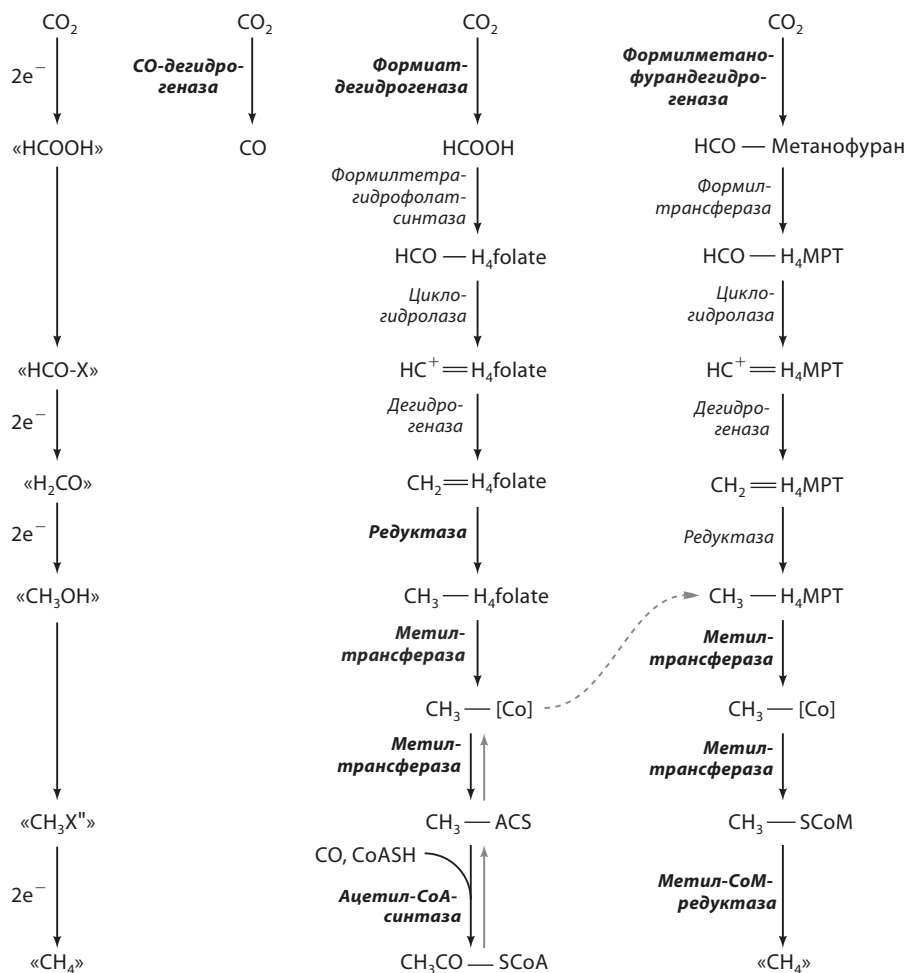 CO₂
CO₂
CO₂
CO₂
2e⁻
CO-дегидро-
геназа
Формиат-
дегидрогеназа
Формилметано-
фурандегидро-
геназа
«HCOOH»
CO
HCOOH
HCO — Метанофуран
Формилтетра-
гидрофолат-
синтаза
Формил-
трансфераза
HCO — H₄folate
HCO — H₄MPT
Цикло-
гидролаза
Цикло-
гидролаза
«HCO-X»
HC⁺=H₄folate
HC⁺=H₄MPT
2e⁻
Дегидро-
геназа
Дегидро-
геназа
«H₂CO»
CH₂=H₄folate
CH₂=H₄MPT
2e⁻
Редуктаза
Редуктаза
«CH₃OH»
CH₃ — H₄folate
CH₃ — H₄MPT
Метил-
трансфераза
Метил-
трансфераза
CH₃ — [Co]
CH₃ — [Co]
Метил-
трансфераза
Метил-
трансфераза
«CH₃X"»
CH₃ — ACS
CH₃ — SCoM
2e⁻
CO, CoASH
Ацетил-CoA-
синтаза
Метил-CoM-
редуктаза
«CH₄»
CH₃CO — SCoA
«CH₄»